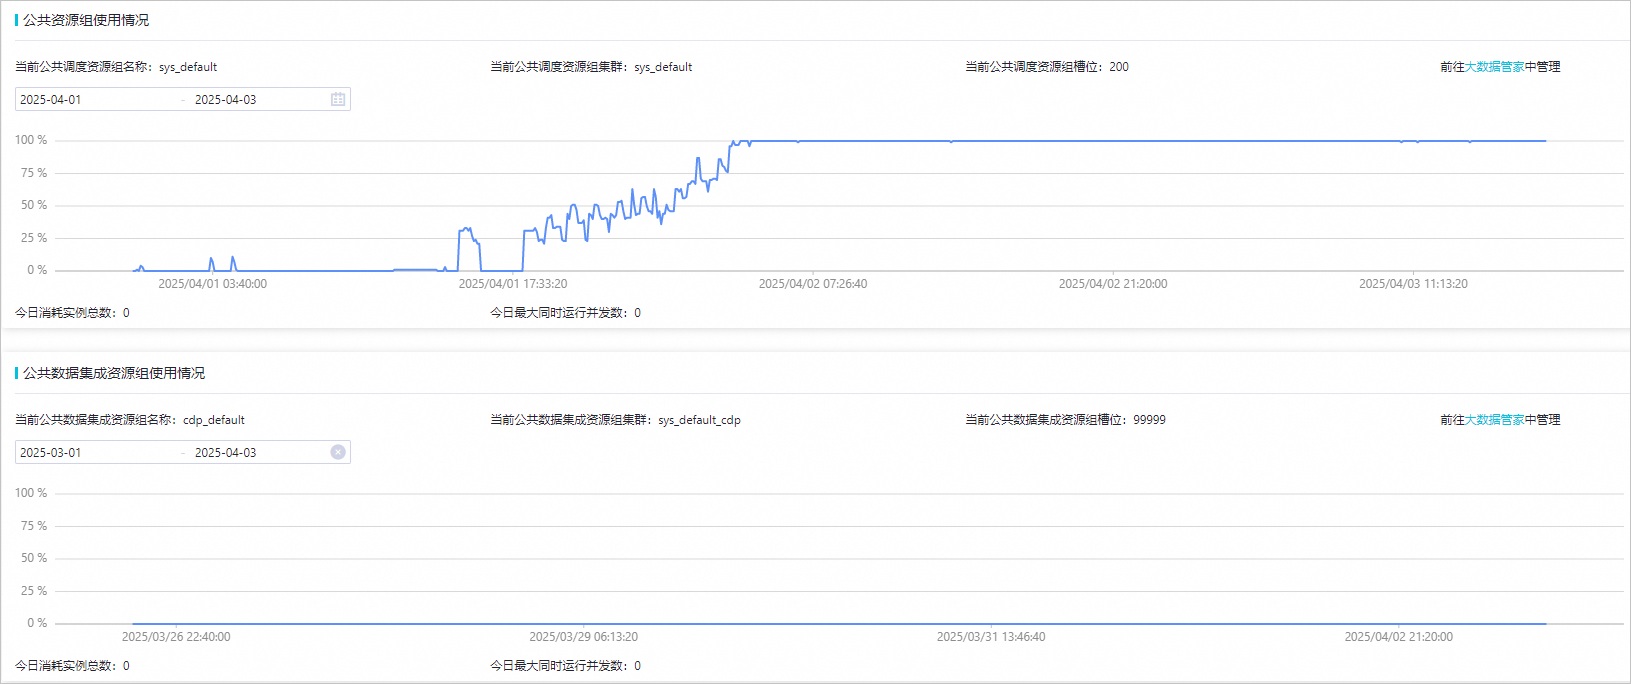 公共资源组使用情况
当前公共调度资源组名称：sys_default 当前公共调度资源组集群：sys_default 当前公共调度资源组槽位：200 前往大数据管家中管理
2025-04-01 - 2025-04-03
100 %
75 %
50 %
25 %
0 %
2025/04/01 03:40:00 2025/04/01 17:33:20 2025/04/02 07:26:40 2025/04/02 21:20:00 2025/04/03 11:13:20
今日消耗实例总数：0 今日最大同时运行并发数：0
公共数据集成资源组使用情况
当前公共数据集成资源组名称：cdp_default 当前公共数据集成资源组集群：sys_default_cdp 当前公共数据集成资源组槽位：99999 前往大数据管家中管理
2025-03-01 - 2025-04-03
100 %
75 %
50 %
25 %
0 %
2025/03/26 22:40:00 2025/03/29 06:13:20 2025/03/31 13:46:40 2025/04/02 21:20:00
今日消耗实例总数：0 今日最大同时运行并发数：0